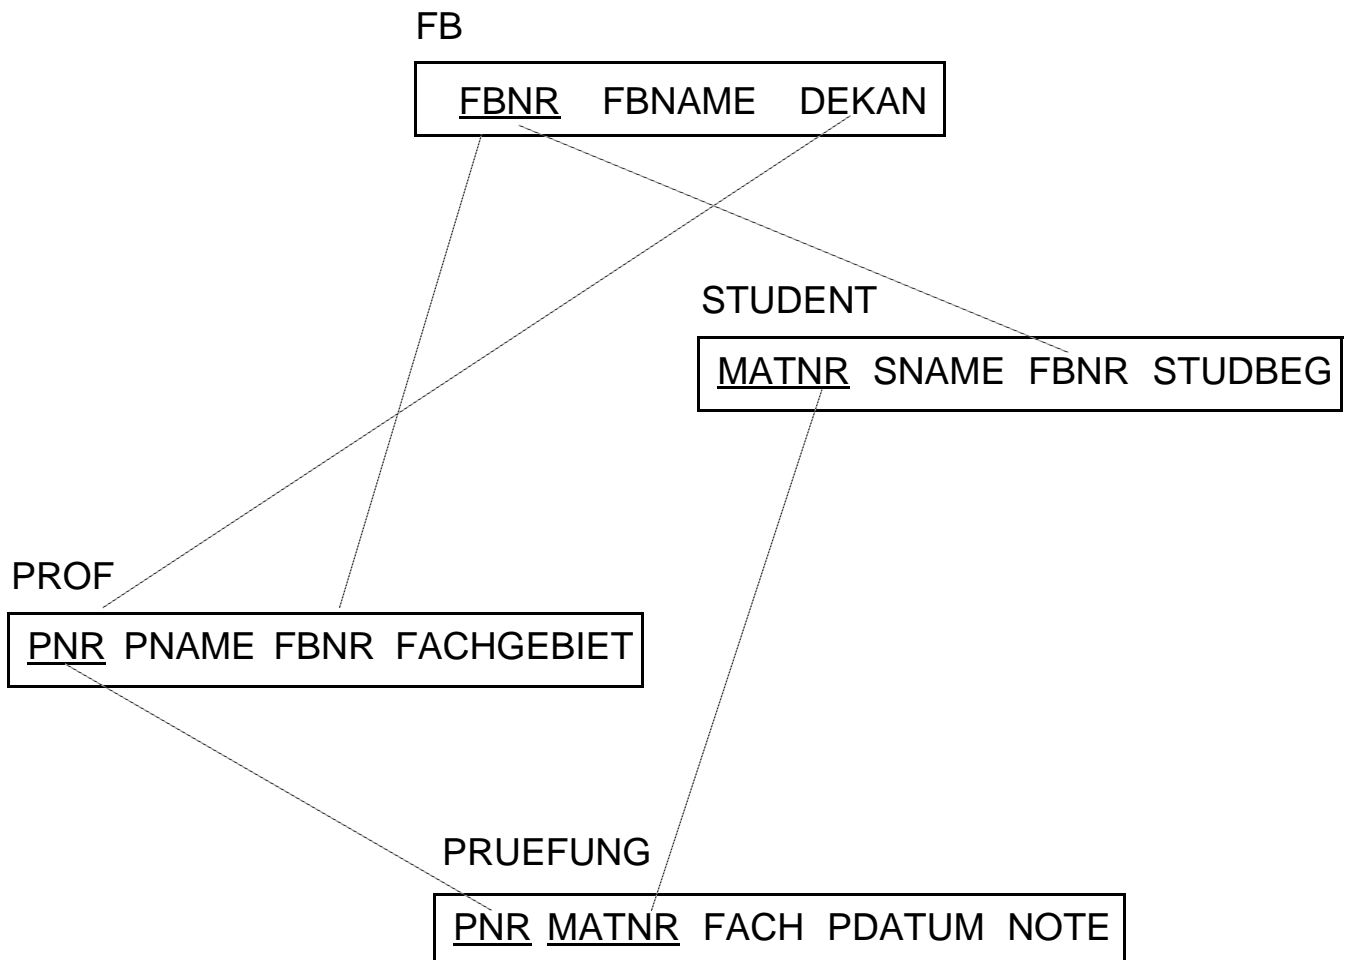 FB
FBNR FBNAME DEKAN
STUDENT
MATNR SNAME FBNR STUDBEG
PROF
PNR PNAME FBNR FACHGEBIET
PRUEFUNG
PNR MATNR FACH PDATUM NOTE